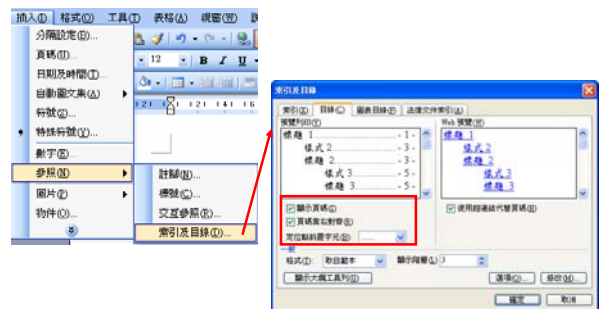 插入(I) 格式(O) 工具(T) 表格(A) 視窗(W) 說
分隔設定(B)...
頁碼(U)...
日期及時間(T)...
自動圖文集(A)
符號(S)...
特殊符號(Y)...
數字(E)...
參照(N)
圖片(P)
物件(O)...
12 B I U
註腳(N)...
標號(C)...
交互參照(R)...
索引及目錄(D)...
索引及目錄
索引(X) 目錄(C) 圖表目錄(F) 法律文件索引(A)
預覽列印(V) Web 預覽(W)
標題 1 - 1 - 標題 1
樣式 2 - 3 - 樣式 2
標題 2 - 3 - 標題 2
樣式 3 - 5 - 樣式 3
標題 3 - 5 - 標題 3
顯示頁碼(S) 使用超連結代替頁碼(H)
頁碼靠右對齊(R)
定位點前置字元(B): ......
一般
格式(T): 取自範本 顯示階層(L) 3
顯示大綱工具列(U) 選項(O)... 修改(M)...
確定 取消